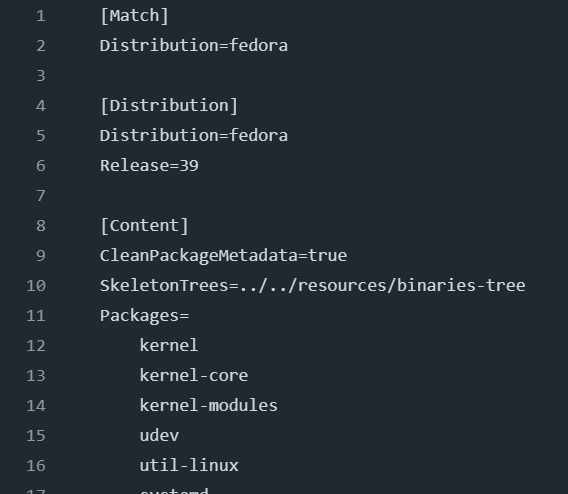 1 [Match]
2 Distribution=fedora
3
4 [Distribution]
5 Distribution=fedora
6 Release=39
7
8 [Content]
9 CleanPackageMetadata=true
10 SkeletonTrees=../../resources/binaries-tree
11 Packages=
12     kernel
13     kernel-core
14     kernel-modules
15     udev
16     util-linux
17     systemd